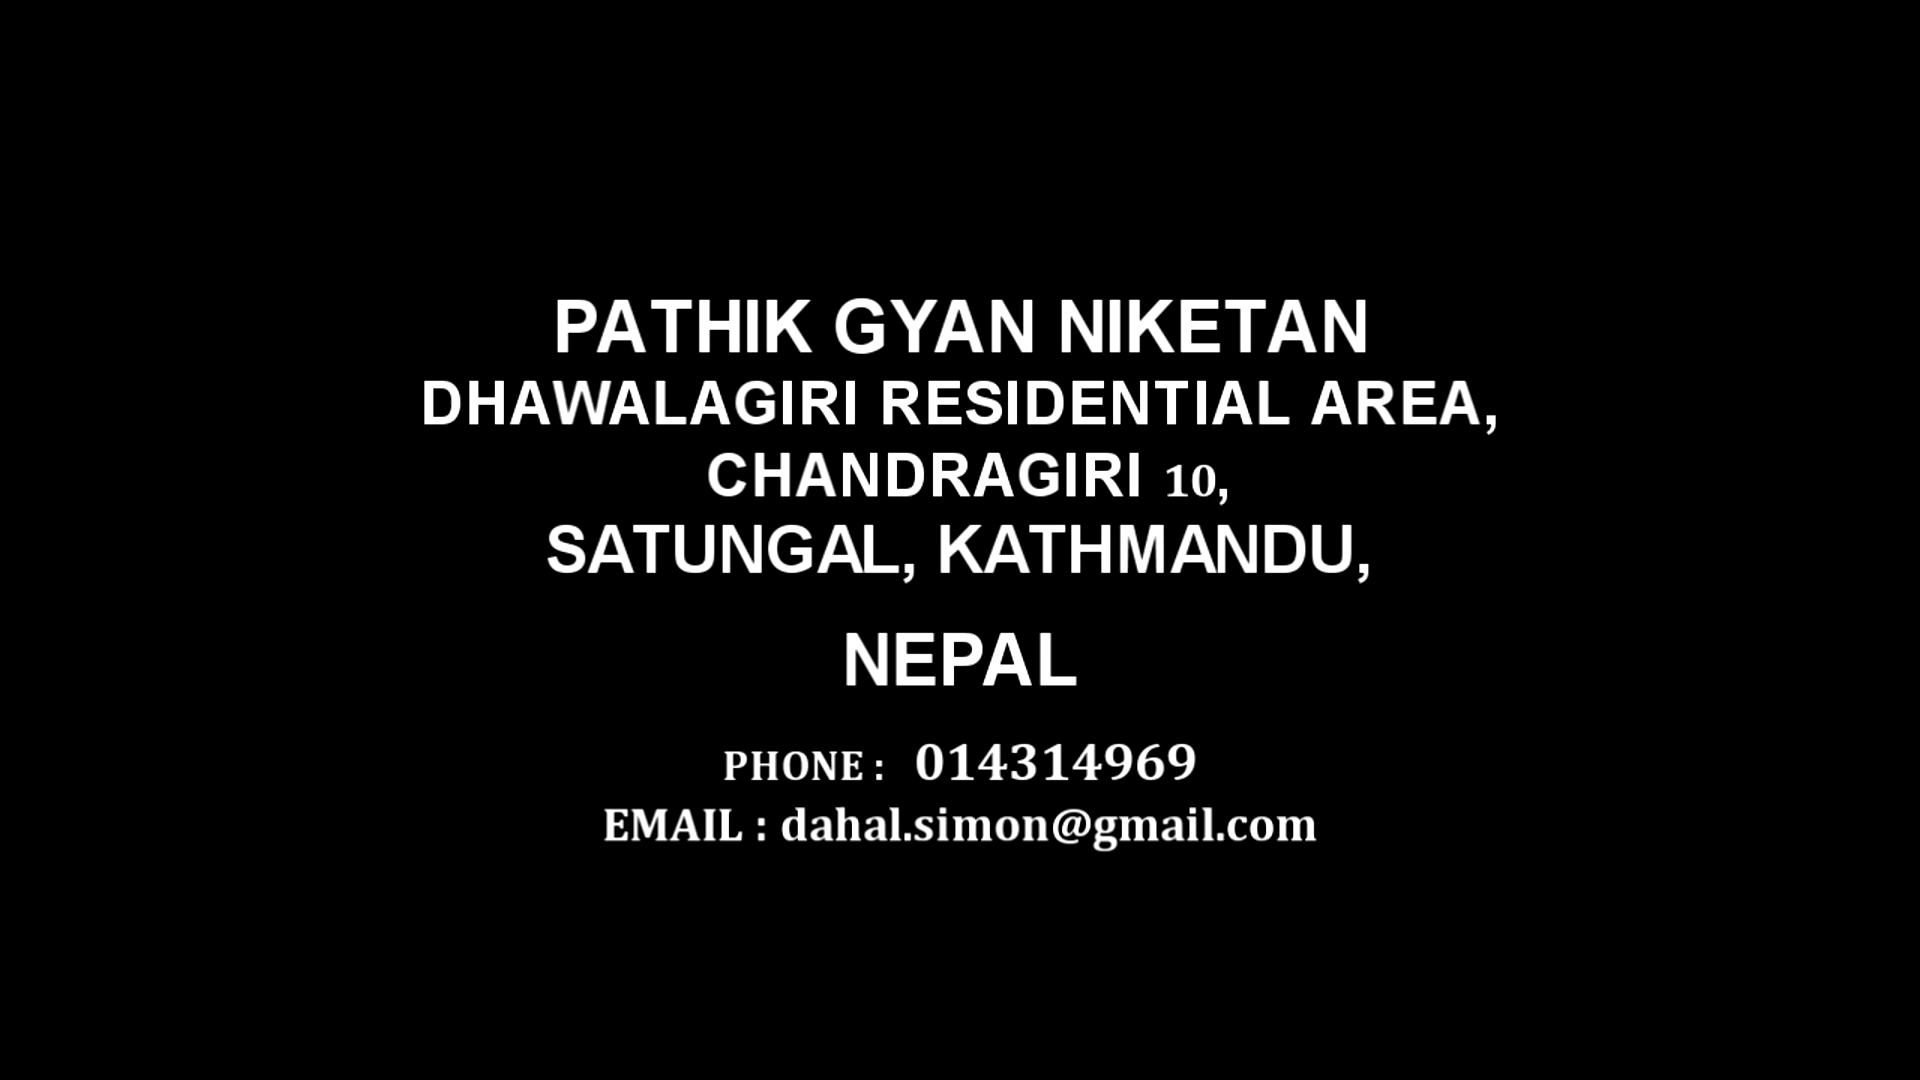 PATHIK GYAN NIKETAN
DHAWALAGIRI RESIDENTIAL AREA,
CHANDRAGIRI 10,
SATUNGAL, KATHMANDU,
NEPAL
PHONE : 014314969
EMAIL : dahal.simon@gmail.com